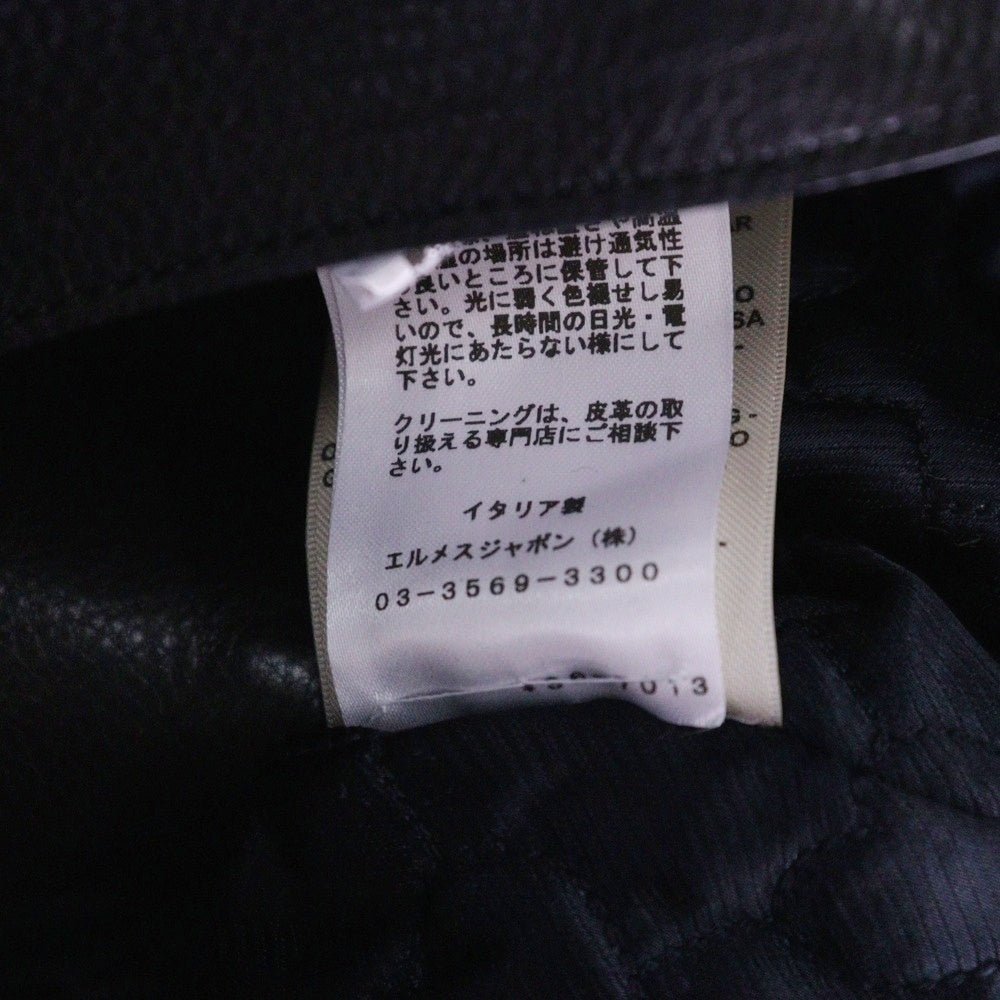 の場所は避け通気性
良いところに保管して下
さい。光に弱く色褪せし易
いので、長時間の日光・電
灯光にあたらない様にして
下さい。
クリーニングは、皮革の取
り扱える専門店にご相談下
さい。
イタリア製
エルメスジャポン（株）
03-3569-3300
7013
AR
O
SA
G-
O